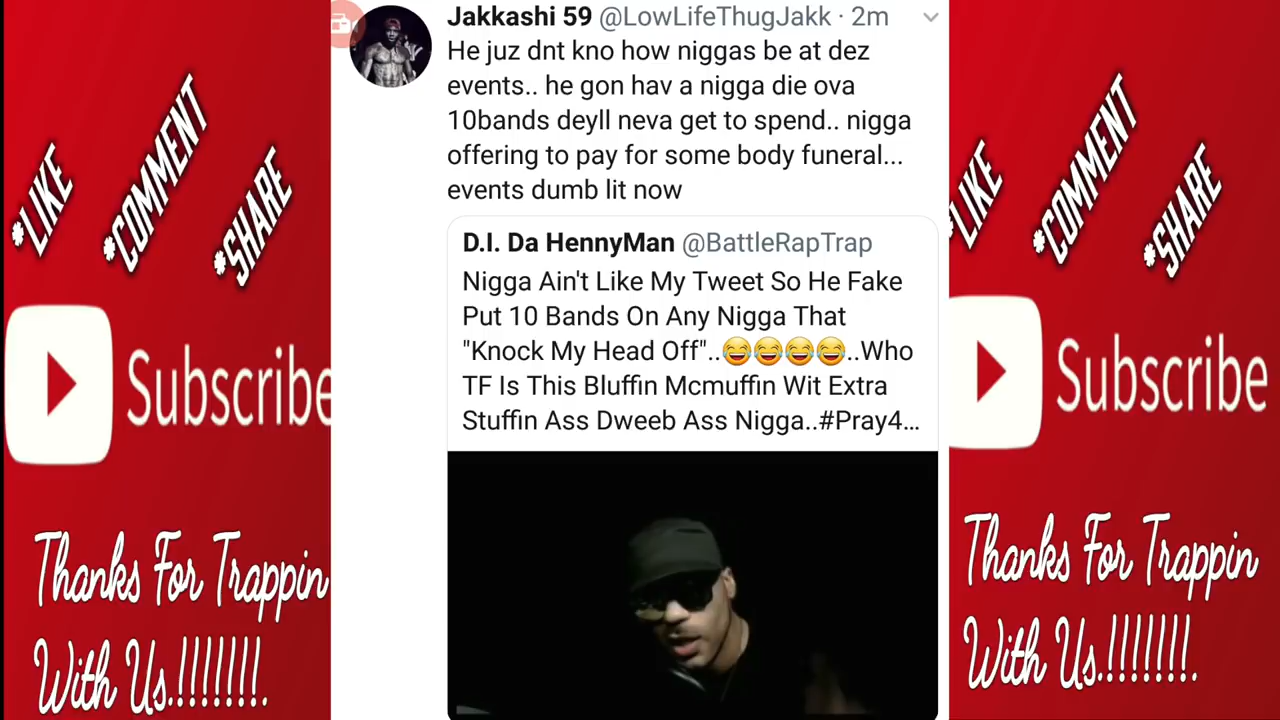 Jakkashi 59 @LowLifeThugJakk · 2m
He juz dnt kno how niggas be at dez
events.. he gon hav a nigga die ova
10bands deyll neva get to spend.. nigga
offering to pay for some body funeral...
events dumb lit now
D.I. Da HennyMan @BattleRapTrap
Nigga Ain't Like My Tweet So He Fake
Put 10 Bands On Any Nigga That
"Knock My Head Off"..😂😂😂😂..Who
TF Is This Bluffin Mcmuffin Wit Extra
Stuffin Ass Dweeb Ass Nigga..#Pray4...
*LIKE
*COMMENT
*SHARE
Subscribe
Thanks For Trappin
With Us.!!!!!!!.
*LIKE
*COMMENT
*SHARE
Subscribe
Thanks For Trappin
With Us.!!!!!!!.